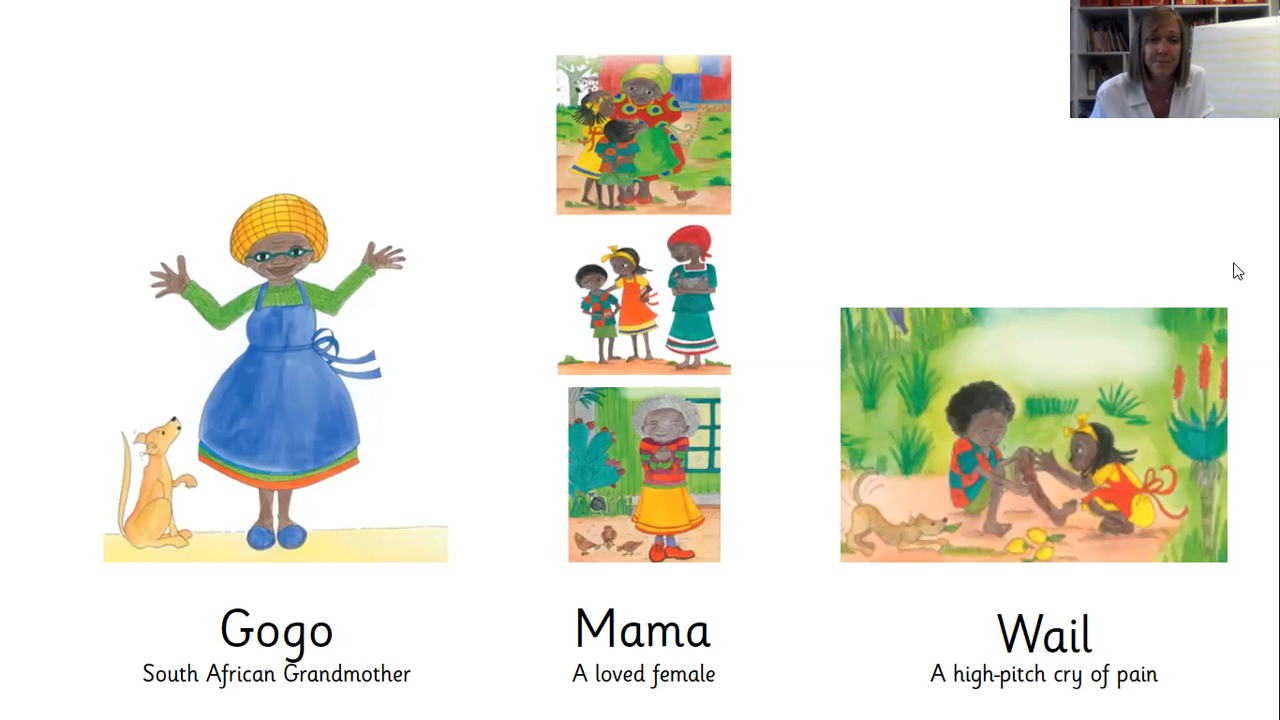 Gogo
South African Grandmother
Mama
A loved female
Wail
A high-pitch cry of pain